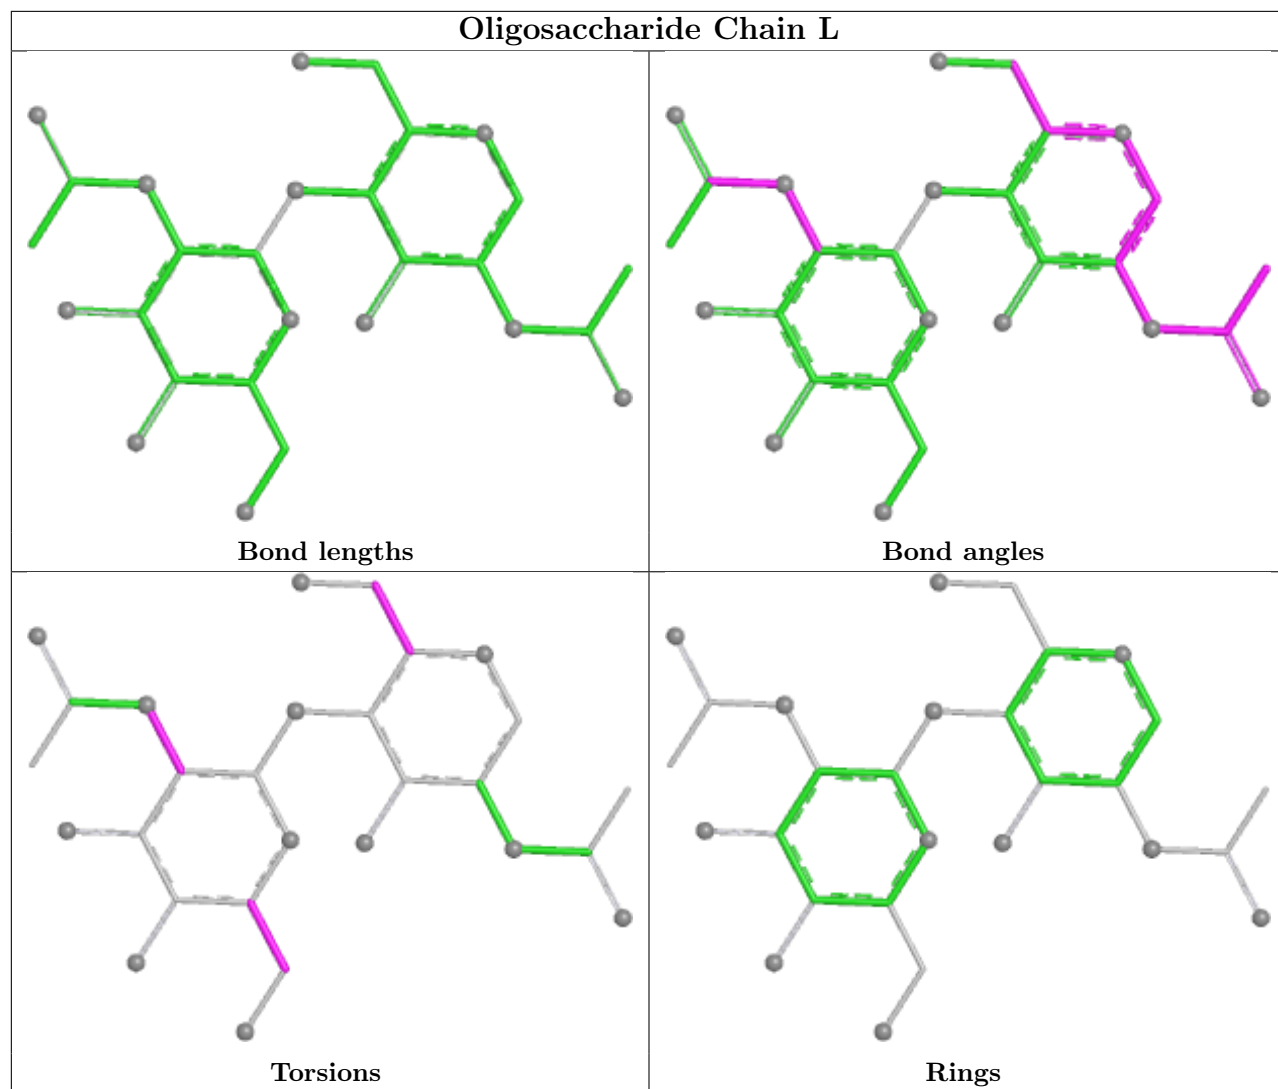 Oligosaccharide Chain L
Bond lengths
Bond angles
Torsions
Rings